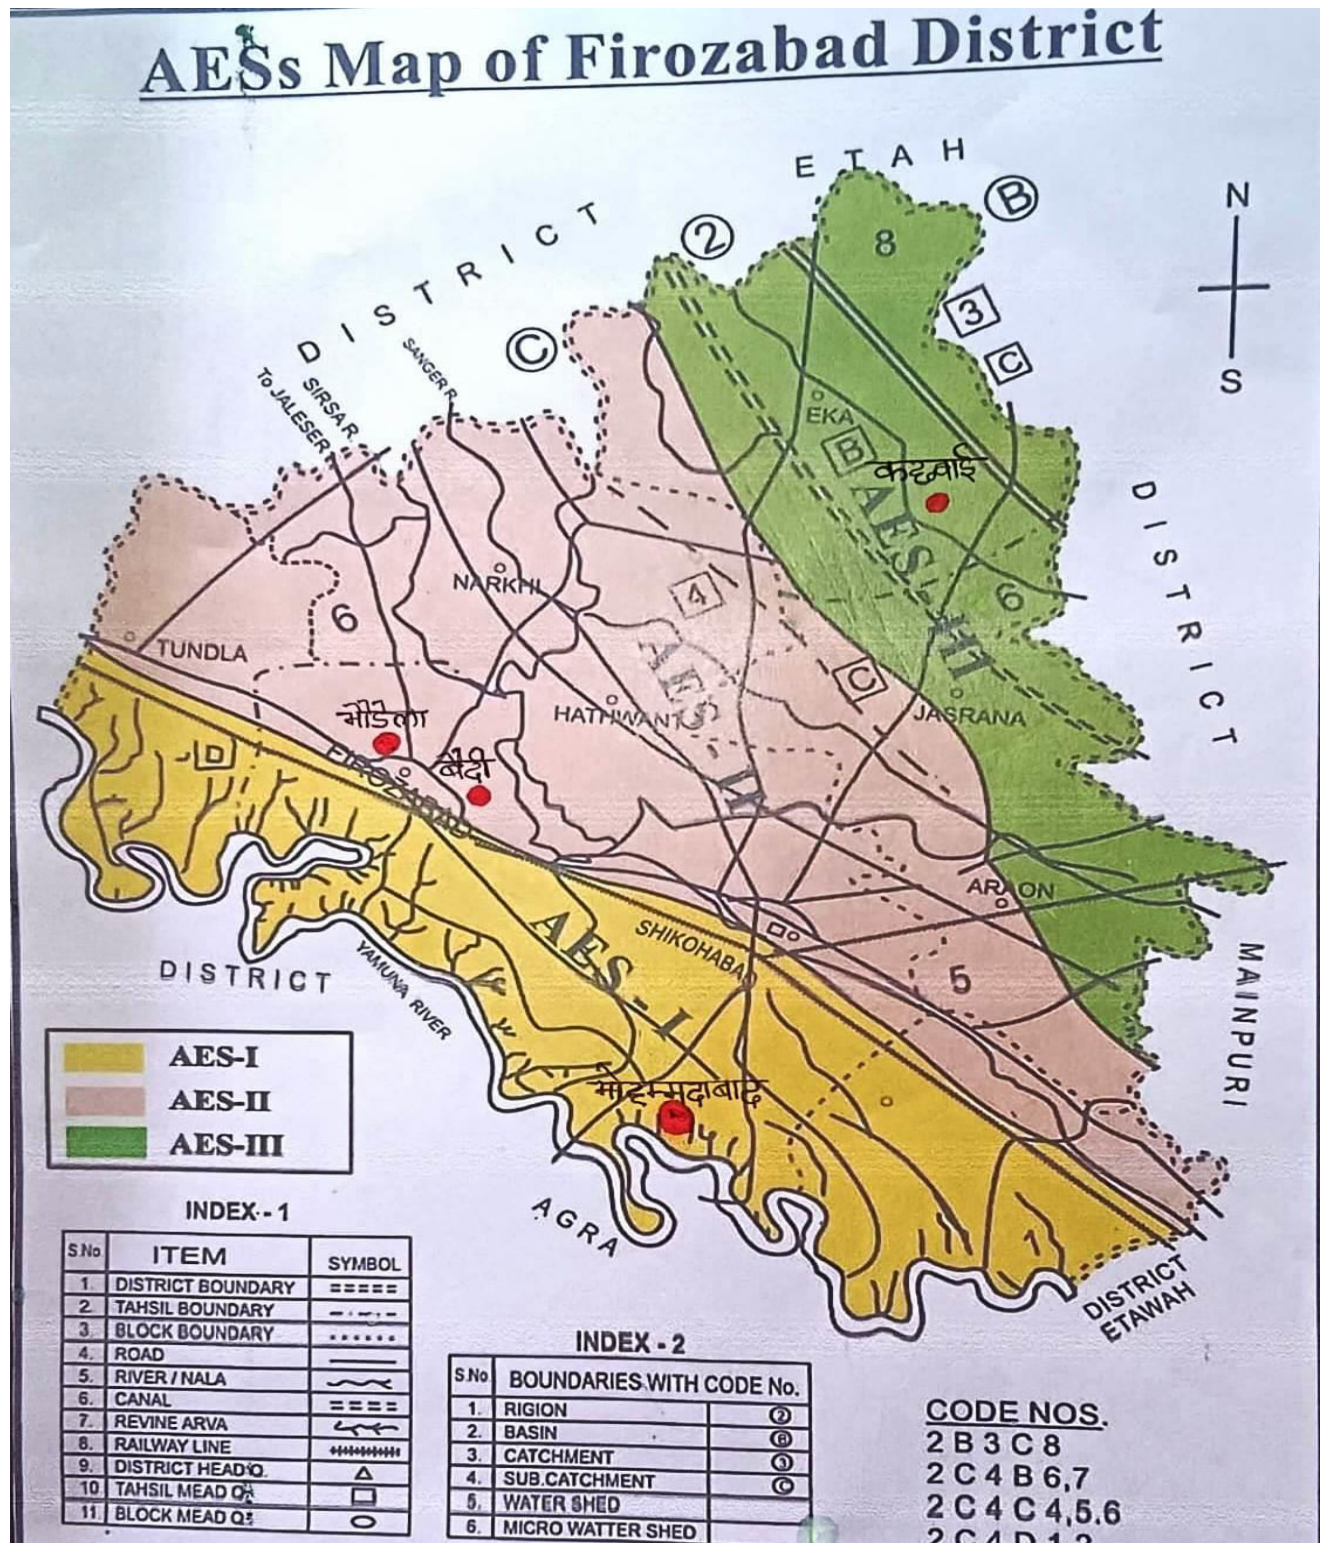 AESs Map of Firozabad District
ETAH
DISTRICT
B
2
8
N
S
3
C
C
SANGER R.
SIRSA R.
To JALESER
EKA
B
कटवाई
AES-III
DISTRICT
NARKHI
4
6
6
TUNDLA
AES-II
C
भौंडेला
HATHWANT
JASRANA
D
बैंदी
FIROZABAD
ARAON
AES-I
SHIKOHABAD
5
DISTRICT
YAMUNA RIVER
MAINPURI
मोहम्मदाबाद
AGRA
1
DISTRICT
ETAWAH
AES-I
AES-II
AES-III
INDEX - 1
S.No. ITEM SYMBOL
1. DISTRICT BOUNDARY
2. TAHSIL BOUNDARY
3. BLOCK BOUNDARY
4. ROAD
5. RIVER / NALA
6. CANAL
7. REVINE ARVA
8. RAILWAY LINE
9. DISTRICT HEAD Q.
10 TAHSIL MEAD Q.
11. BLOCK MEAD Q.
INDEX - 2
S.No. BOUNDARIES WITH CODE No.
1. RIGION 2
2. BASIN B
3. CATCHMENT 3
4. SUB.CATCHMENT C
5. WATER SHED
6. MICRO WATTER SHED
CODE NOS.
2 B 3 C 8
2 C 4 B 6,7
2 C 4 C 4,5.6
2 C 4 D 1,2